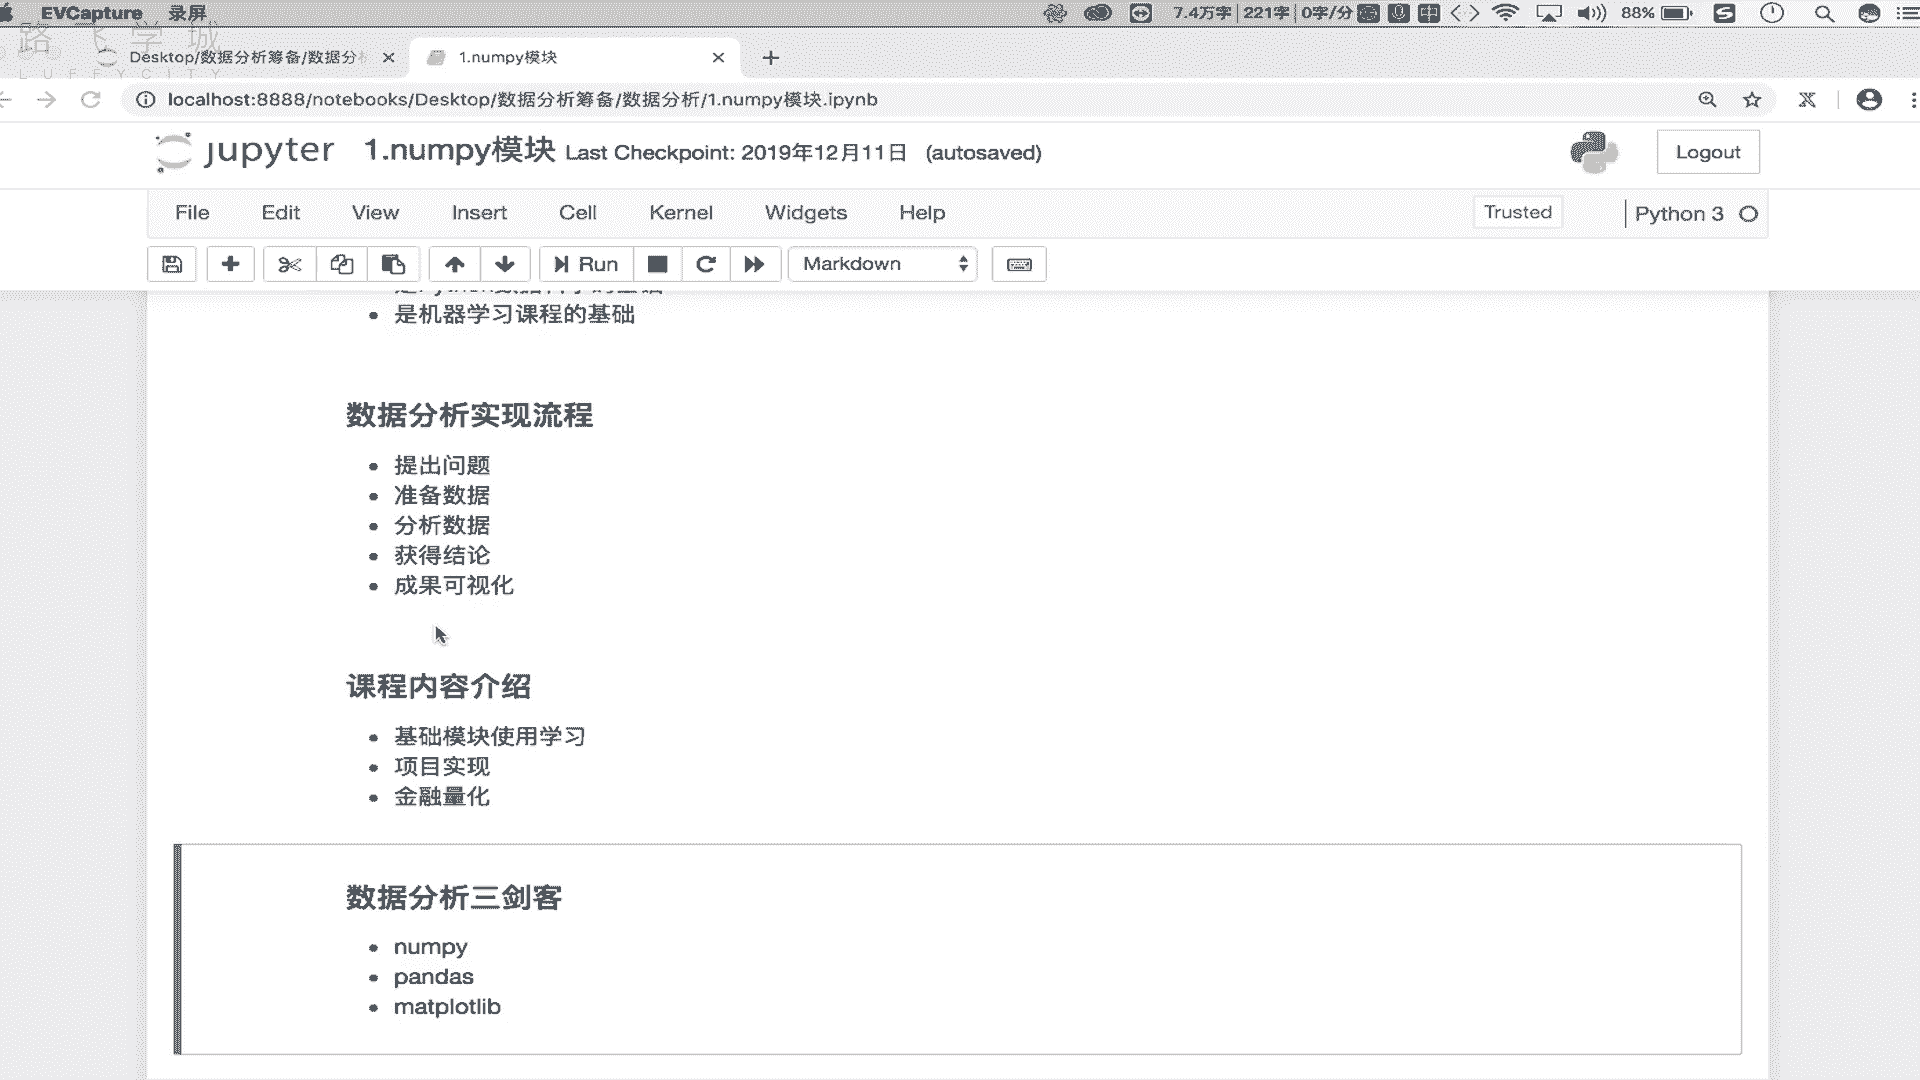 EVCapture 录屏 7.4万字 221字 0字/分 中 88%
路飞学城
LUFFYCITY
Desktop/数据分析筹备/数据分 1.numpy模块
localhost:8888/notebooks/Desktop/数据分析筹备/数据分析/1.numpy模块.ipynb
jupyter 1.numpy模块 Last Checkpoint: 2019年12月11日 (autosaved) Logout
File Edit View Insert Cell Kernel Widgets Help Trusted Python 3
Run Markdown
是机器学习课程的基础
数据分析实现流程
提出问题
准备数据
分析数据
获得结论
成果可视化
课程内容介绍
基础模块使用学习
项目实现
金融量化
数据分析三剑客
numpy
pandas
matplotlib